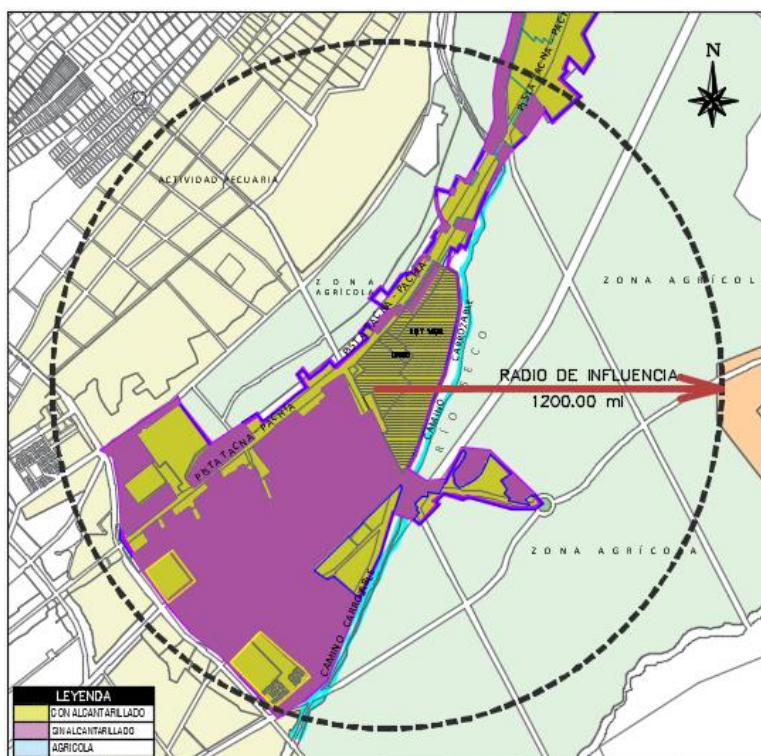 N
PISTA TACNA - PACHIA
ACTIVIDAD PECUARIA
ZONA
AGRÍCOLA
ZONA AGRÍCOL
PISTA TACNA - PACHIA
CAMINO CARROZABLE
RÍO SECO
RADIO DE INFLUENCIA
1200.00 ml
PISTA TACNA - PACHIA
ZONA AGRÍCOLA
CAMINO CARROZABLE
LEYENDA
CON ALCANTARILLADO
SIN ALCANTARILLADO
AGRICOLA